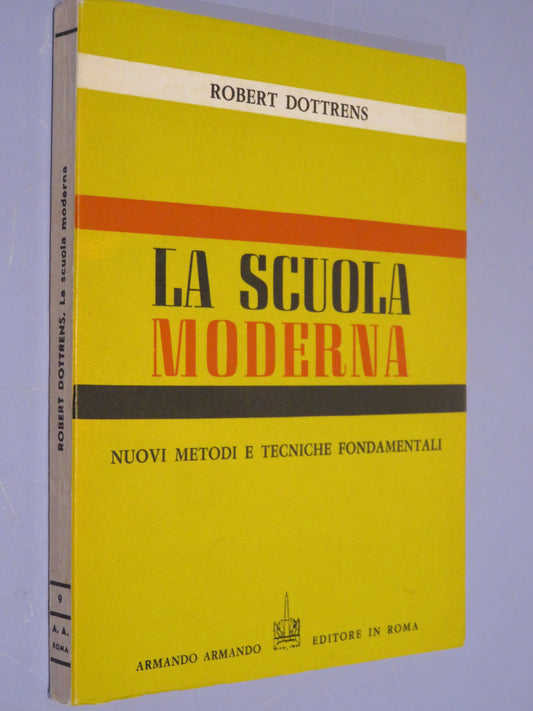 ROBERT DOTTRENS
LA SCUOLA
MODERNA
NUOVI METODI E TECNICHE FONDAMENTALI
ARMANDO ARMANDO EDITORE IN ROMA
ROBERT DOTTRENS, La scuola moderna
9
A. A.
ROMA